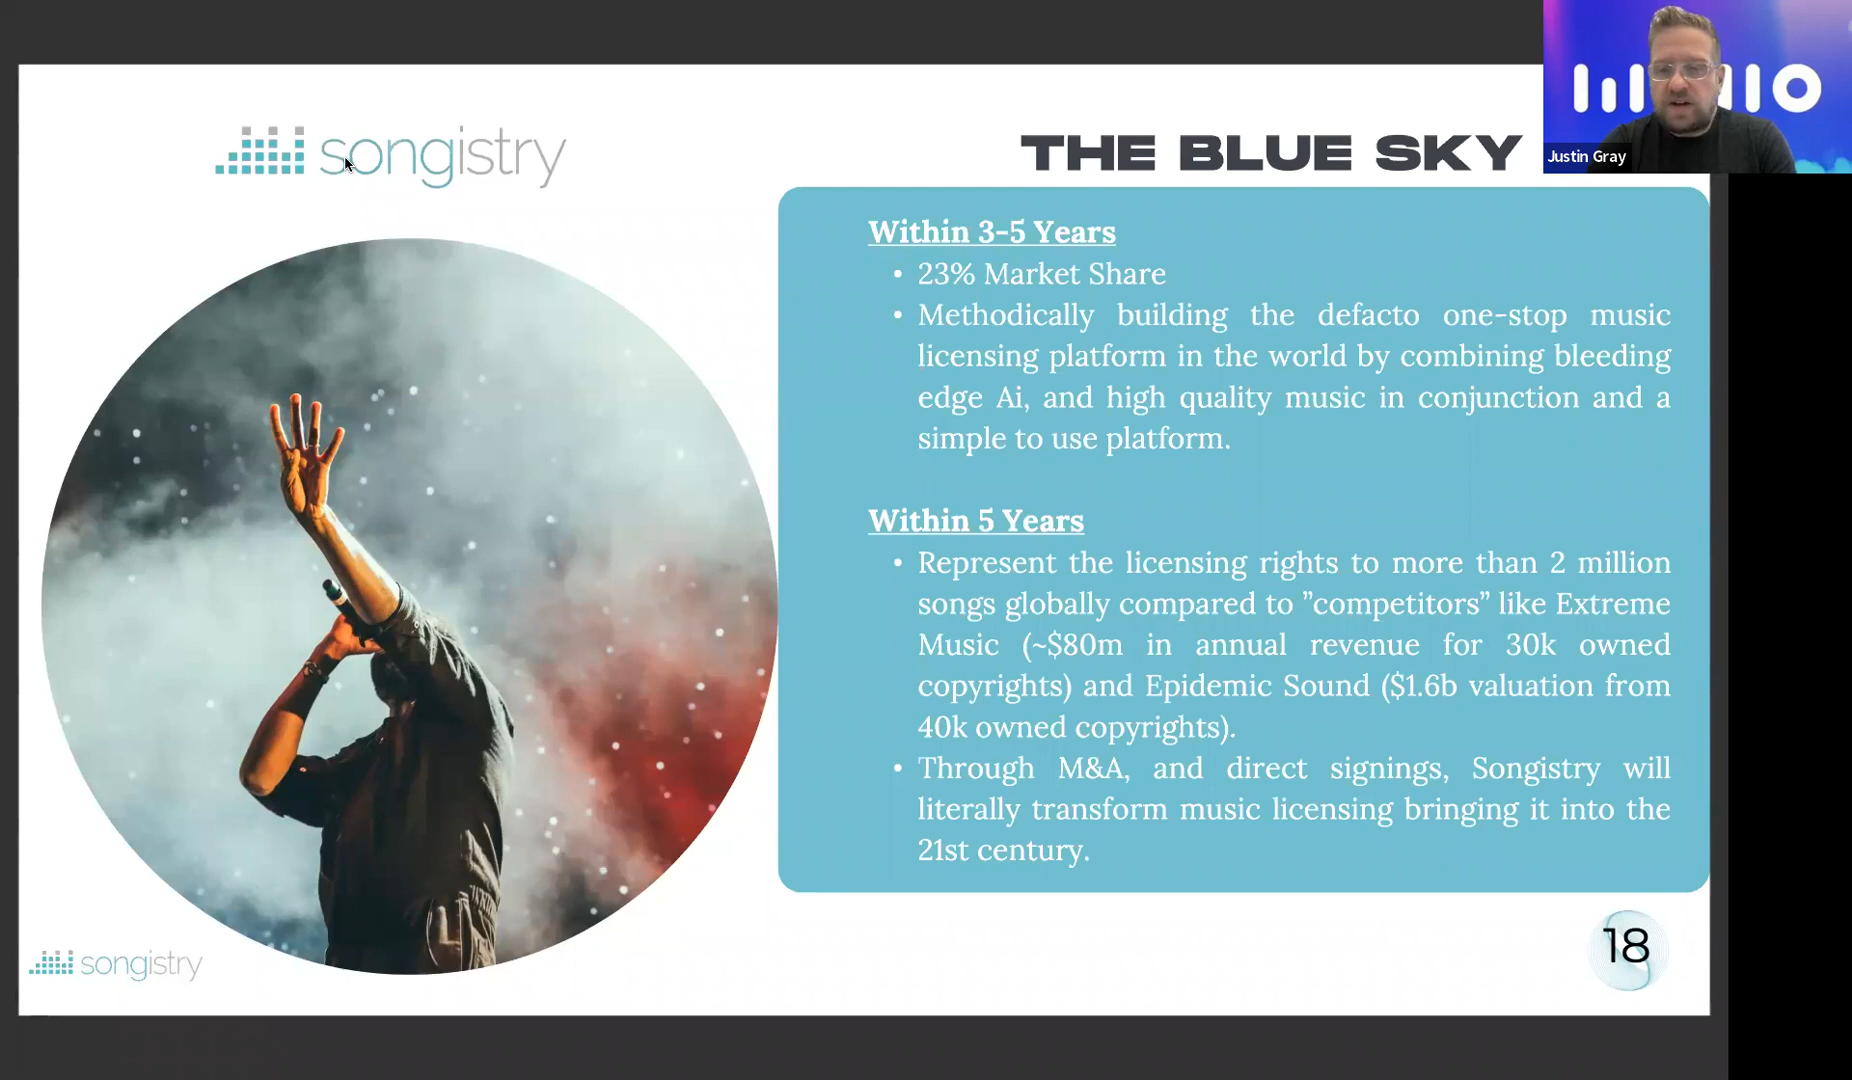 songistry
THE BLUE SKY
Justin Gray
Within 3-5 Years
• 23% Market Share
• Methodically building the defacto one-stop music
licensing platform in the world by combining bleeding
edge Ai, and high quality music in conjunction and a
simple to use platform.
Within 5 Years
• Represent the licensing rights to more than 2 million
songs globally compared to ”competitors” like Extreme
Music (~$80m in annual revenue for 30k owned
copyrights) and Epidemic Sound ($1.6b valuation from
40k owned copyrights).
• Through M&A, and direct signings, Songistry will
literally transform music licensing bringing it into the
21st century.
songistry
18